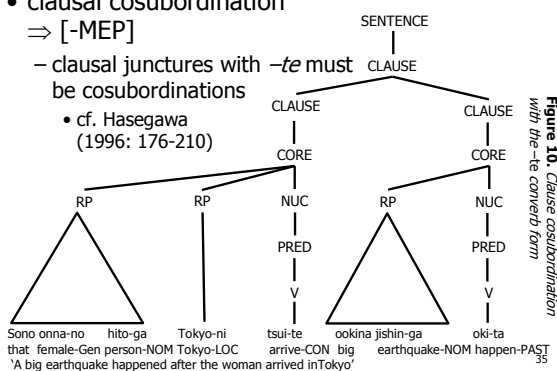 • clausal cosubordination
⇒ [-MEP]
– clausal junctures with –te must
be cosubordinations
• cf. Hasegawa
(1996: 176-210)
SENTENCE
CLAUSE
CLAUSE CLAUSE
CORE CORE
RP RP NUC RP NUC
PRED PRED
V V
Sono onna-no hito-ga Tokyo-ni tsui-te ookina jishin-ga oki-ta
that female-Gen person-NOM Tokyo-LOC arrive-CON big earthquake-NOM happen-PAST
‘A big earthquake happened after the woman arrived inTokyo’
Figure 10. Clause cosubordination
with the –te converb form
35